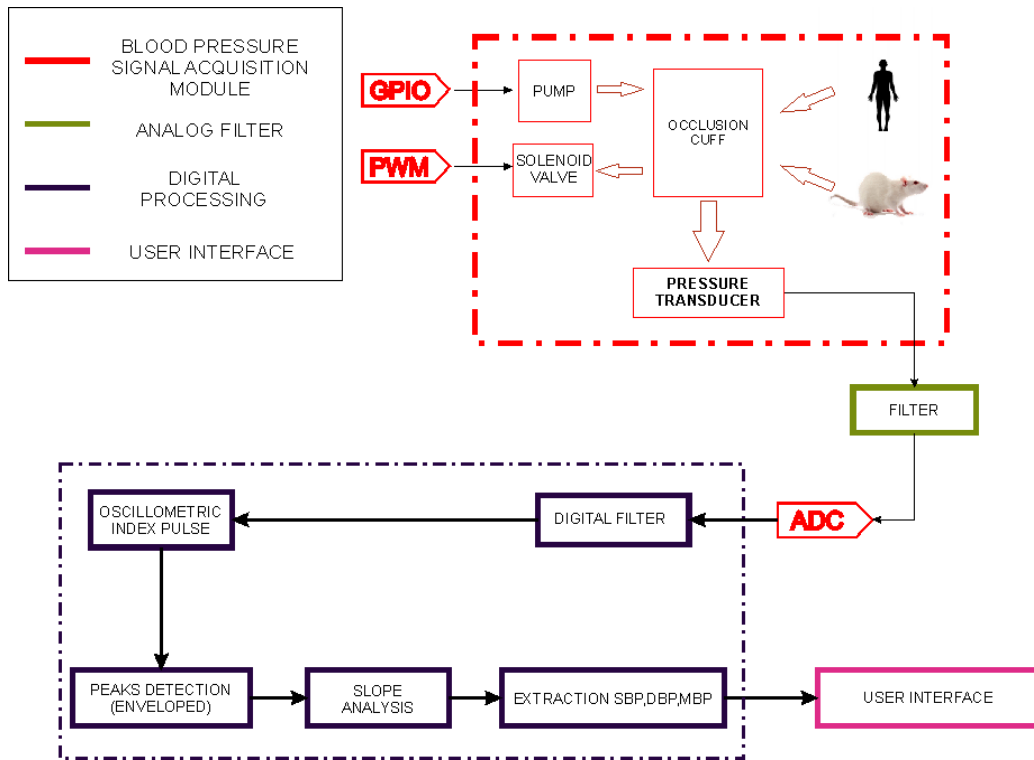 BLOOD PRESSURE
SIGNAL ACQUISITION
MODULE
ANALOG FILTER
DIGITAL
PROCESSING
USER INTERFACE
GPIO
PUMP
OCCLUSION
CUFF
PWM
SOLENOID
VALVE
PRESSURE
TRANSDUCER
FILTER
ADC
DIGITAL FILTER
OSCILLOMETRIC
INDEX PULSE
PEAKS DETECTION
(ENVELOPED)
SLOPE
ANALYSIS
EXTRACTION SBP,DBP,MBP
USER INTERFACE